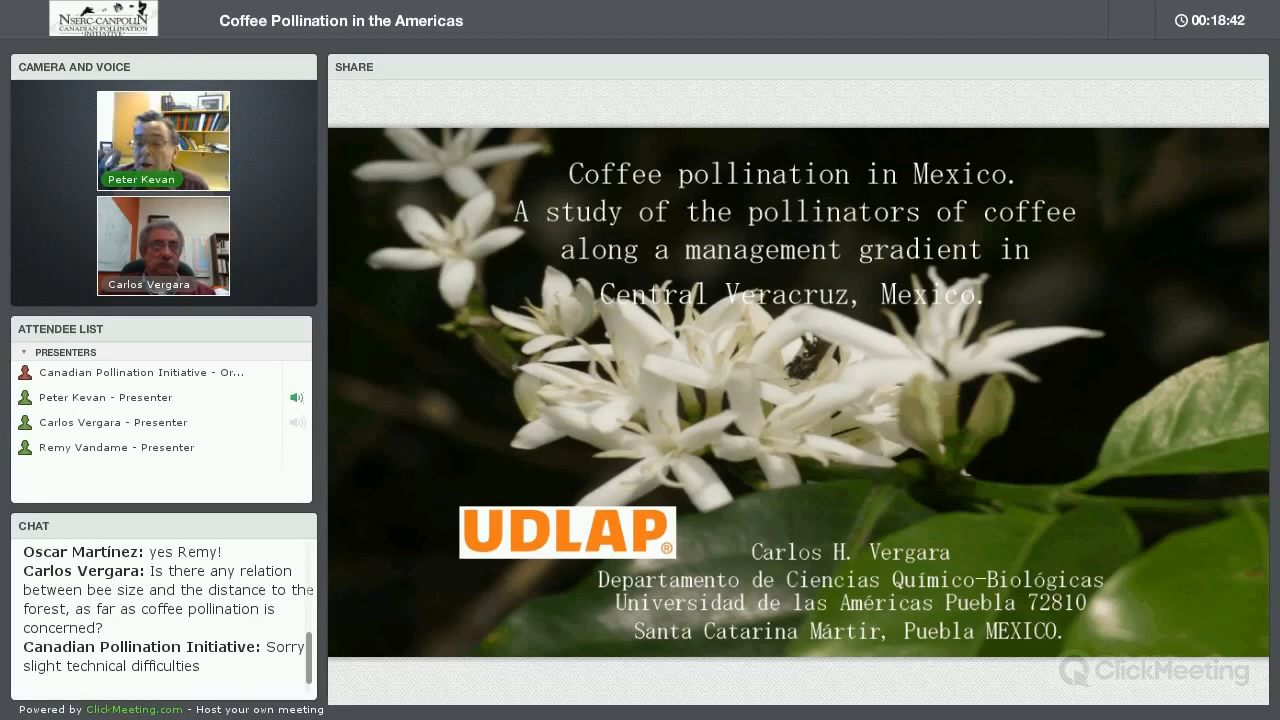 NSERC-CANPOLIN
CANADIAN POLLINATION
INITIATIVE
Coffee Pollination in the Americas
00:18:42
CAMERA AND VOICE
Peter Kevan
Carlos Vergara
ATTENDEE LIST
PRESENTERS
Canadian Pollination Initiative - Or...
Peter Kevan - Presenter
Carlos Vergara - Presenter
Remy Vandame - Presenter
CHAT
Oscar Martínez: yes Remy!
Carlos Vergara: Is there any relation
between bee size and the distance to the
forest, as far as coffee pollination is
concerned?
Canadian Pollination Initiative: Sorry
slight technical difficulties
Powered by ClickMeeting.com - Host your own meeting
SHARE
Coffee pollination in Mexico.
A study of the pollinators of coffee
along a management gradient in
Central Veracruz, Mexico.
UDLAP®
Carlos H. Vergara
Departamento de Ciencias Químico-Biológicas
Universidad de las Américas Puebla 72810
Santa Catarina Mártir, Puebla MEXICO.
ClickMeeting